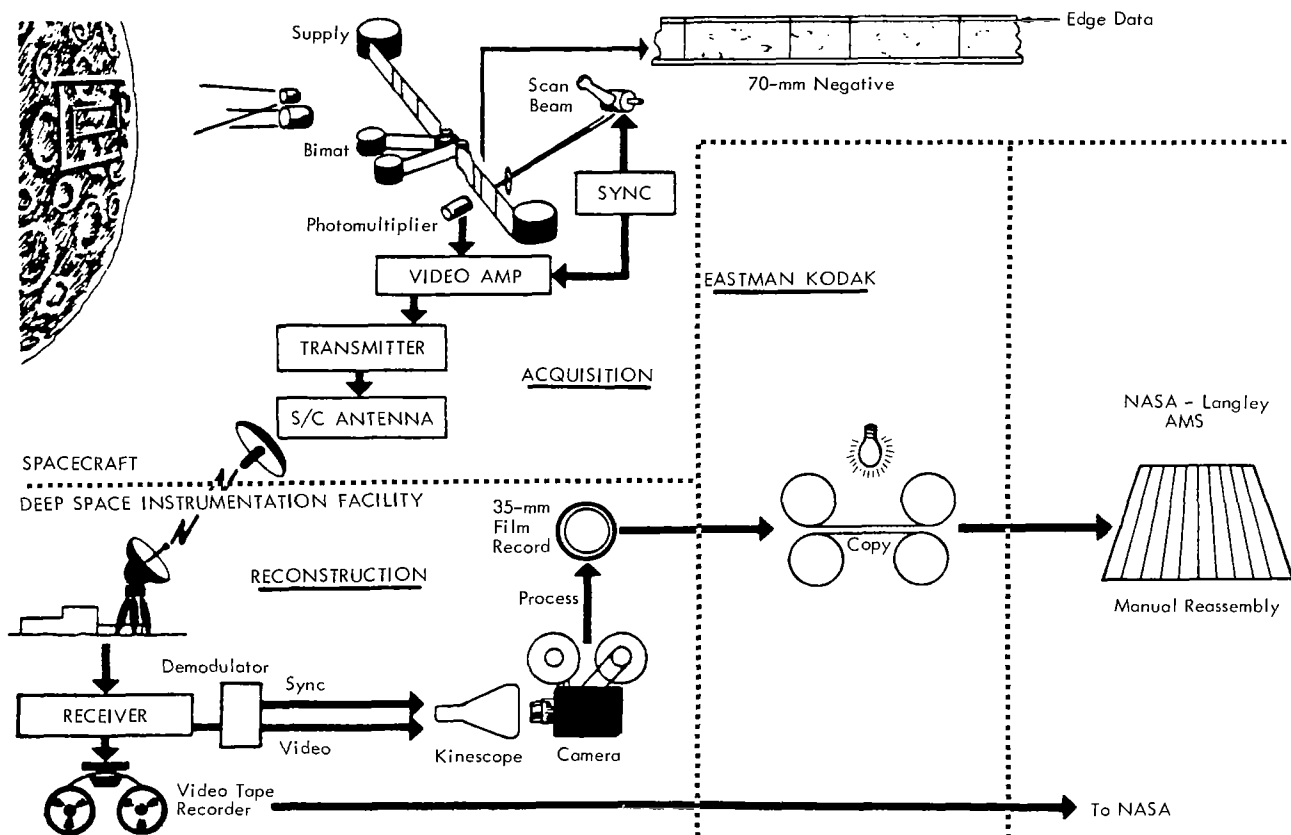 Supply
Edge Data
70-mm Negative
Scan
Beam
Bimat
SYNC
Photomultiplier
VIDEO AMP
EASTMAN KODAK
TRANSMITTER
ACQUISITION
S/C ANTENNA
NASA - Langley
AMS
SPACECRAFT
DEEP SPACE INSTRUMENTATION FACILITY
35-mm
Film
Record
Copy
RECONSTRUCTION
Process
Manual Reassembly
Demodulator
Sync
RECEIVER
Video
Kinescope
Camera
Video Tape
Recorder
To NASA